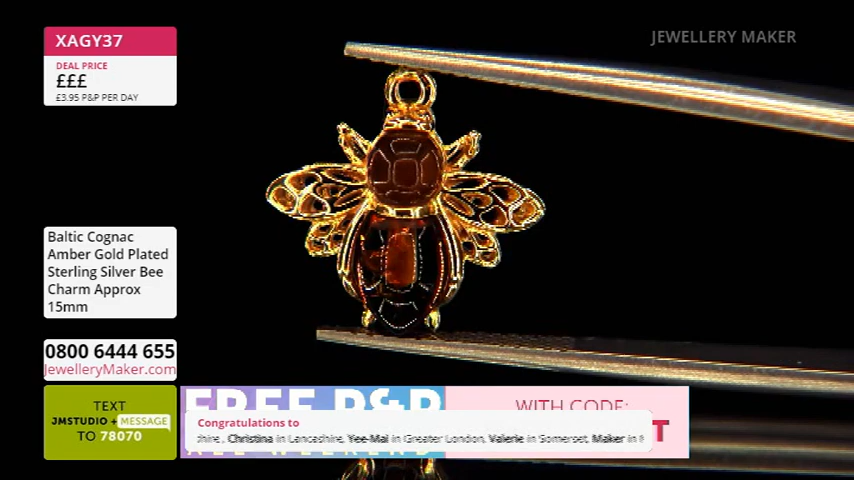 XAGY37
DEAL PRICE
£££
£3.95 P&P PER DAY
JEWELLERY MAKER
Baltic Cognac
Amber Gold Plated
Sterling Silver Bee
Charm Approx
15mm
0800 6444 655
JewelleryMaker.com
TEXT
JMSTUDIO + MESSAGE
TO 78070
FREE P&P
WITH CODE:
Congratulations to
Christina in Lancashire, Yee-Mai in Greater London, Valerie in Somerset, Maker in
WEEKEND